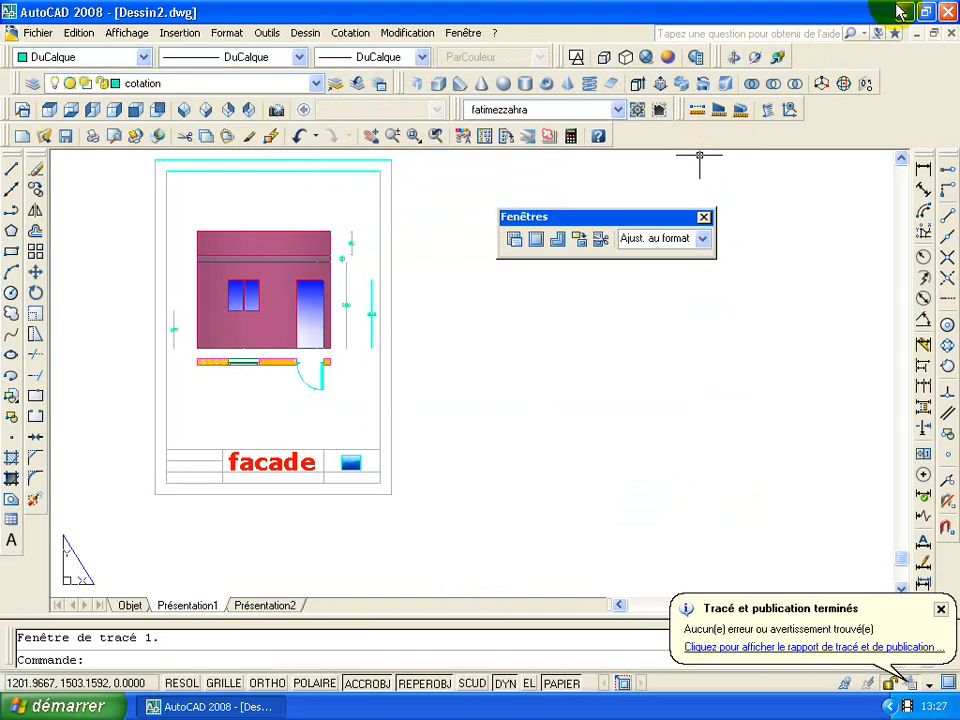 AutoCAD 2008 - [Dessin2.dwg]
Fichier Edition Affichage Insertion Format Outils Dessin Cotation Modification Fenêtre ?
Tapez une question pour obtenir de l'aide
DuCalque DuCalque DuCalque ParCouleur
cotation
fatimezzahra
Fenêtres
Ajust. au format
facade
Y
X
Objet Présentation1 Présentation2
Tracé et publication terminés
Aucun(e) erreur ou avertissement trouvé(e)
Cliquez pour afficher le rapport de tracé et de publication ...
Fenêtre de tracé 1.
Commande:
1201.9667, 1503.1592, 0.0000 RESOL GRILLE ORTHO POLAIRE ACCROBJ REPEROBJ SCUD DYN EL PAPIER
démarrer AutoCAD 2008 - [Des... 13:27